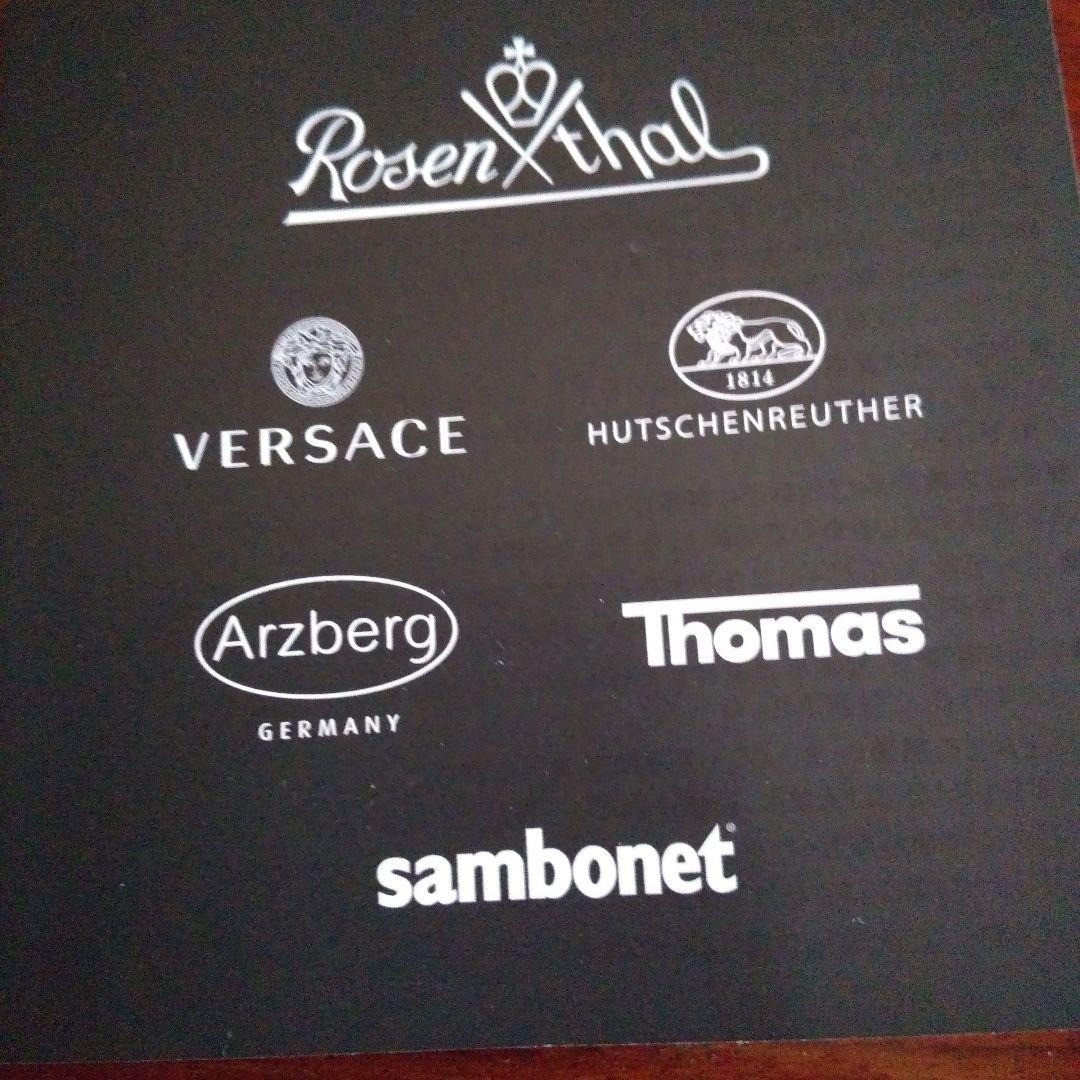 Rosenthal
VERSACE
1814
HUTSCHENREUTHER
Arzberg
GERMANY
Thomas
sambonet®